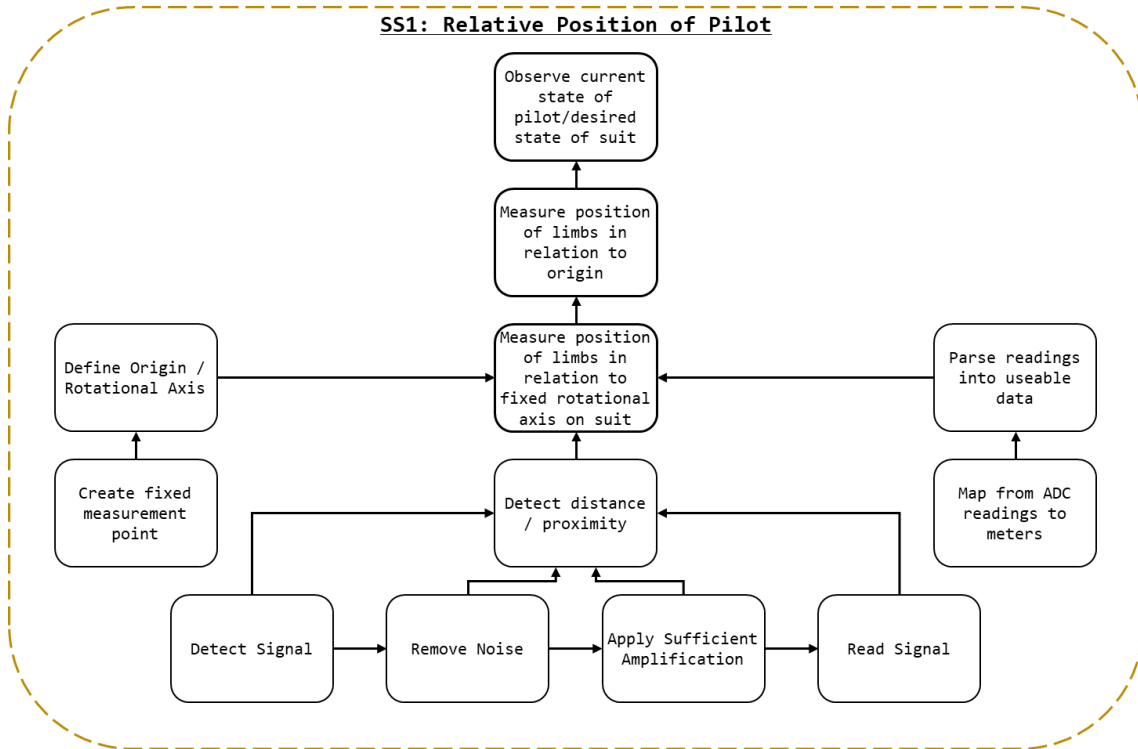 SS1: Relative Position of Pilot
Observe current
state of
pilot/desired
state of suit
Measure position
of limbs in
relation to
origin
Define Origin /
Rotational Axis
Measure position
of limbs in
relation to
fixed rotational
axis on suit
Parse readings
into useable
data
Create fixed
measurement
point
Detect distance
/ proximity
Map from ADC
readings to
meters
Detect Signal
Remove Noise
Apply Sufficient
Amplification
Read Signal